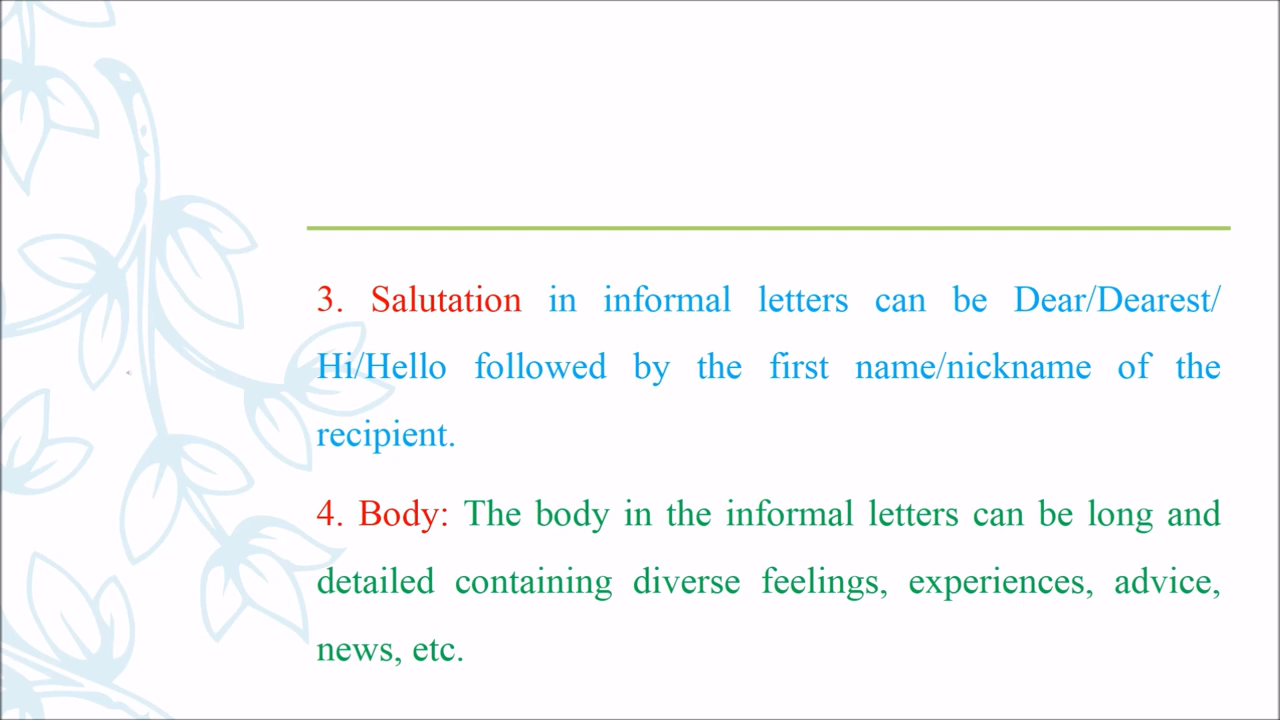 3. Salutation in informal letters can be Dear/Dearest/
Hi/Hello followed by the first name/nickname of the
recipient.
4. Body: The body in the informal letters can be long and
detailed containing diverse feelings, experiences, advice,
news, etc.